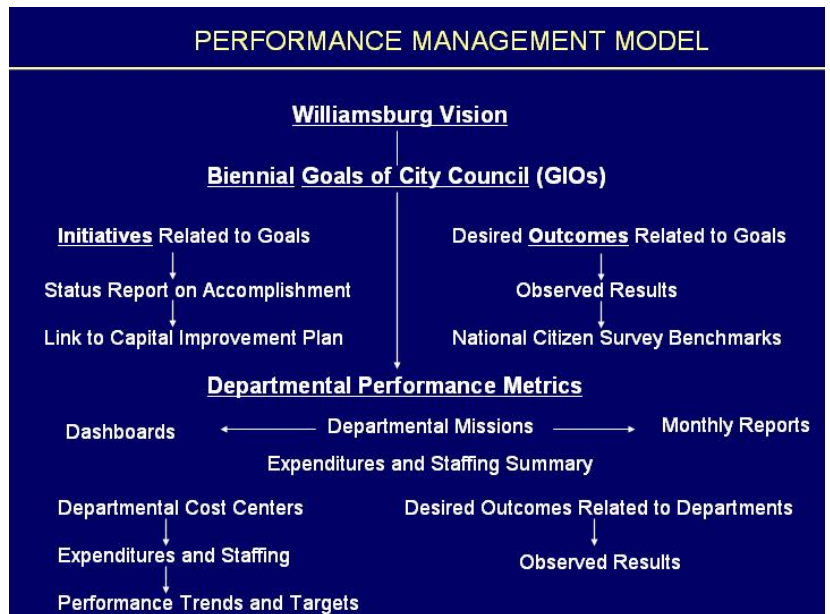 PERFORMANCE MANAGEMENT MODEL
Williamsburg Vision
Biennial Goals of City Council (GIOs)
Initiatives Related to Goals
Status Report on Accomplishment
Link to Capital Improvement Plan
Desired Outcomes Related to Goals
Observed Results
National Citizen Survey Benchmarks
Departmental Performance Metrics
Dashboards
Departmental Missions
Monthly Reports
Expenditures and Staffing Summary
Departmental Cost Centers
Expenditures and Staffing
Performance Trends and Targets
Desired Outcomes Related to Departments
Observed Results